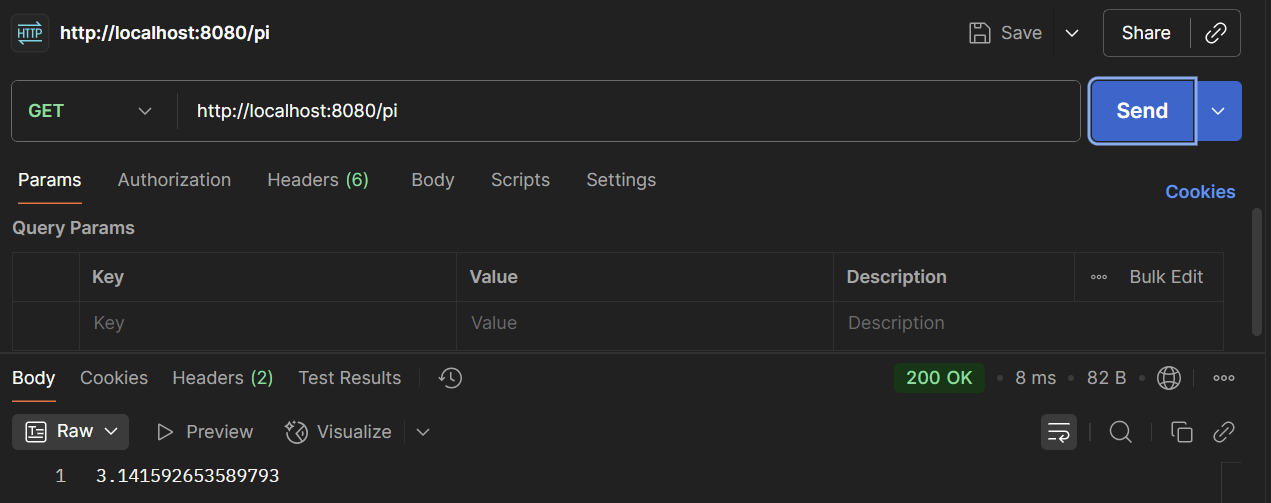 HTTP http://localhost:8080/pi Save Share
GET http://localhost:8080/pi Send
Params Authorization Headers (6) Body Scripts Settings Cookies
Query Params
Key Value Description Bulk Edit
Key Value Description
Body Cookies Headers (2) Test Results 200 OK • 8 ms • 82 B •
Raw Preview Visualize
1 3.141592653589793